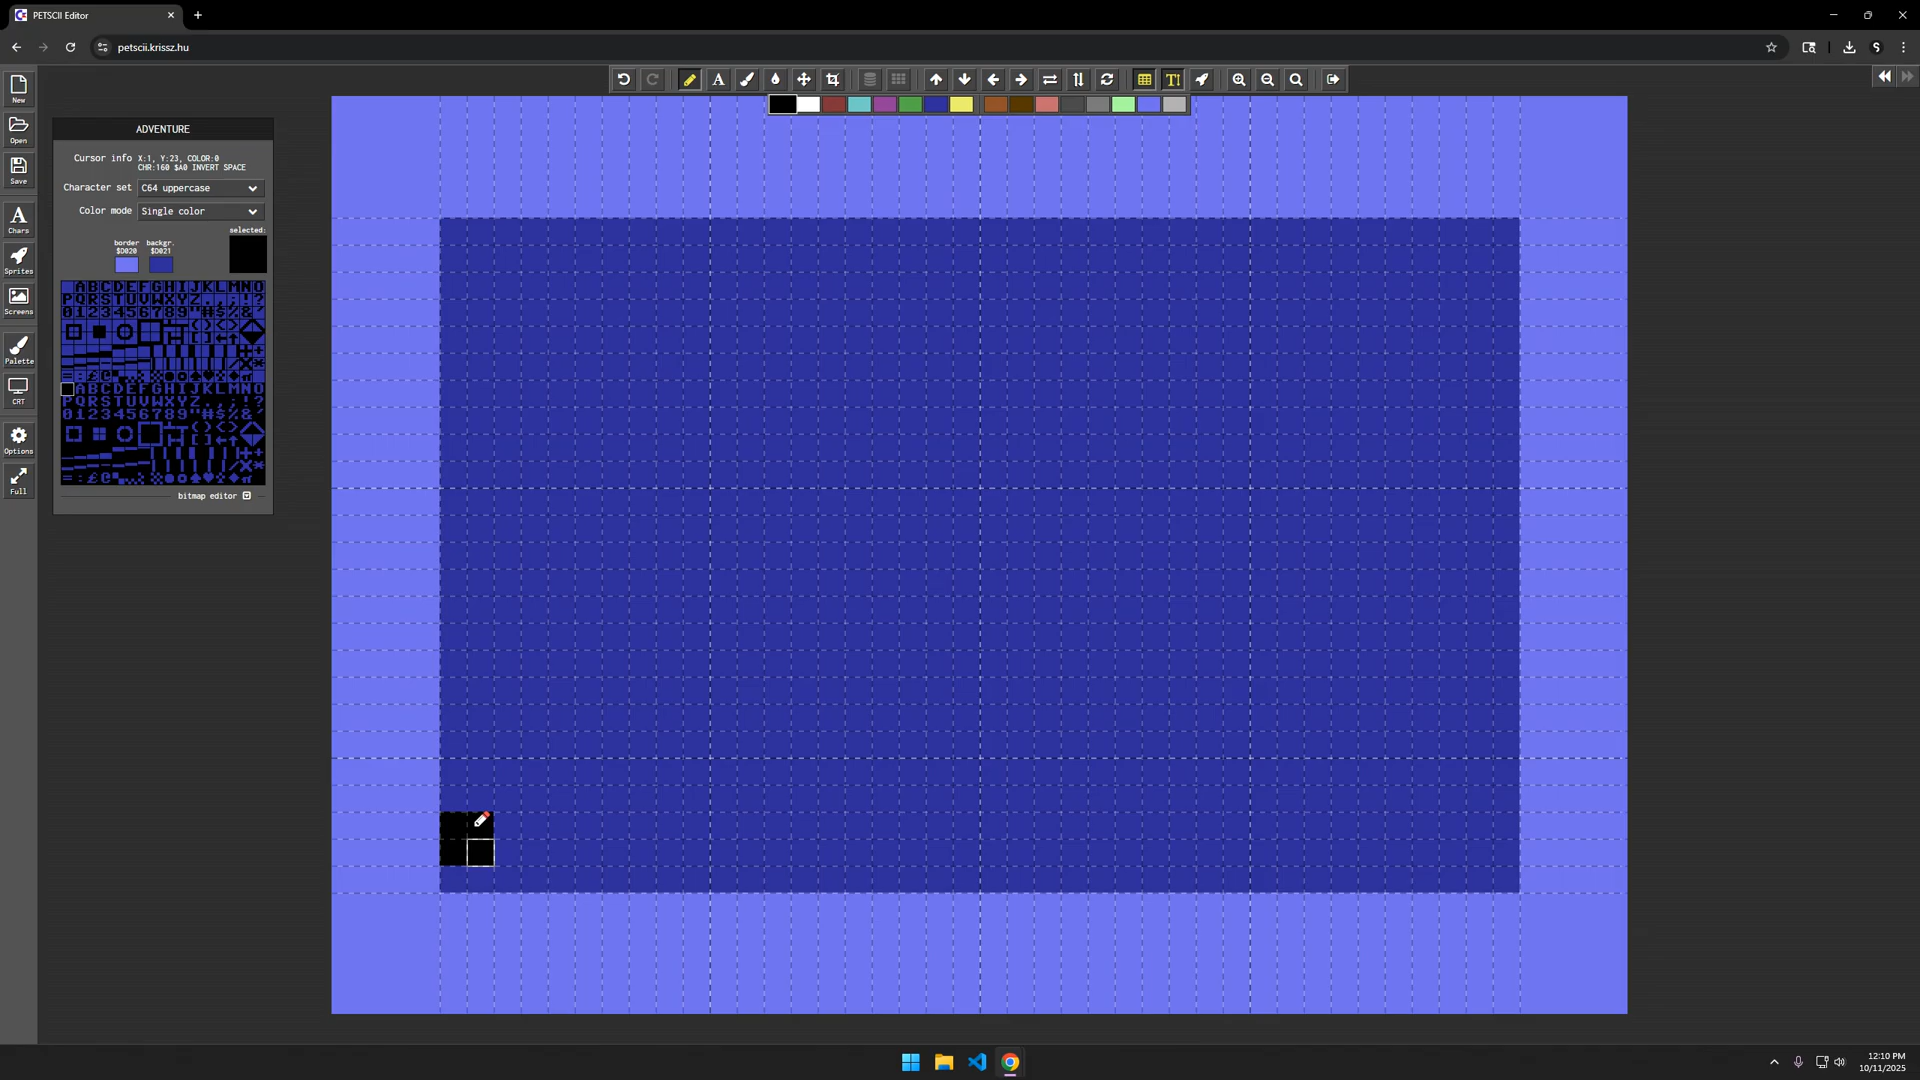 PETSCII Editor
petscii.krissz.hu
New
Open
Save
Chars
Sprites
Screens
Palette
CRT
Options
Full
ADVENTURE
Cursor info X:1, Y:23, COLOR:0
CHR:160 $A0 INVERT SPACE
Character set C64 uppercase
Color mode Single color
selected:
border backgr.
$D020 $D021
ABCDEFGHIJKLMNO
PQRSTUVWXYZ.,;!?
0123456789"#$%&'
=:£@
ABCDEFGHIJKLMNO
PQRSTUVWXYZ.,;!?
0123456789"#$%&'
=:£@
bitmap editor
12:10 PM
10/11/2025